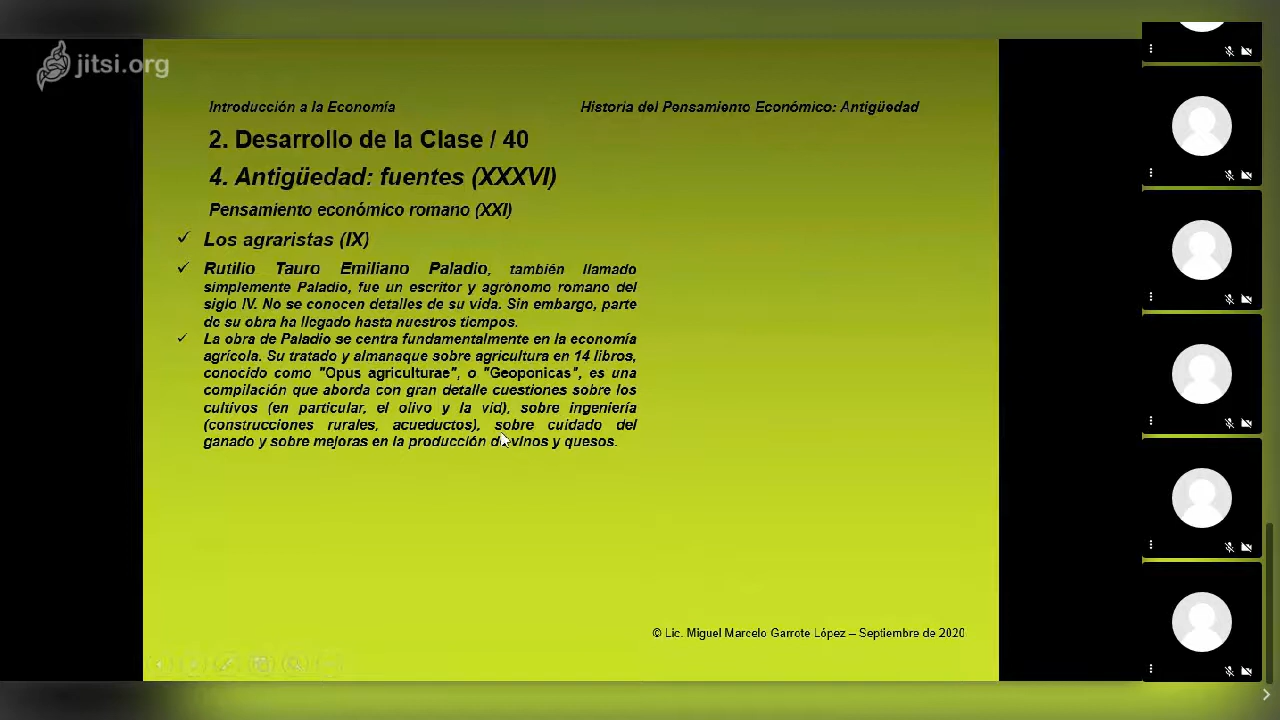 jitsi.org
Introducción a la Economía
Historia del Pensamiento Económico: Antigüedad
2. Desarrollo de la Clase / 40
4. Antigüedad: fuentes (XXXVI)
Pensamiento económico romano (XXI)
Los agraristas (IX)
Rutilio Tauro Emiliano Paladio, también llamado
simplemente Paladio, fue un escritor y agrónomo romano del
siglo IV. No se conocen detalles de su vida. Sin embargo, parte
de su obra ha llegado hasta nuestros tiempos.
La obra de Paladio se centra fundamentalmente en la economía
agrícola. Su tratado y almanaque sobre agricultura en 14 libros,
conocido como "Opus agriculturae", o "Geoponicas", es una
compilación que aborda con gran detalle cuestiones sobre los
cultivos (en particular, el olivo y la vid), sobre ingeniería
(construcciones rurales, acueductos), sobre cuidado del
ganado y sobre mejoras en la producción de vinos y quesos.
© Lic. Miguel Marcelo Garrote López – Septiembre de 2020